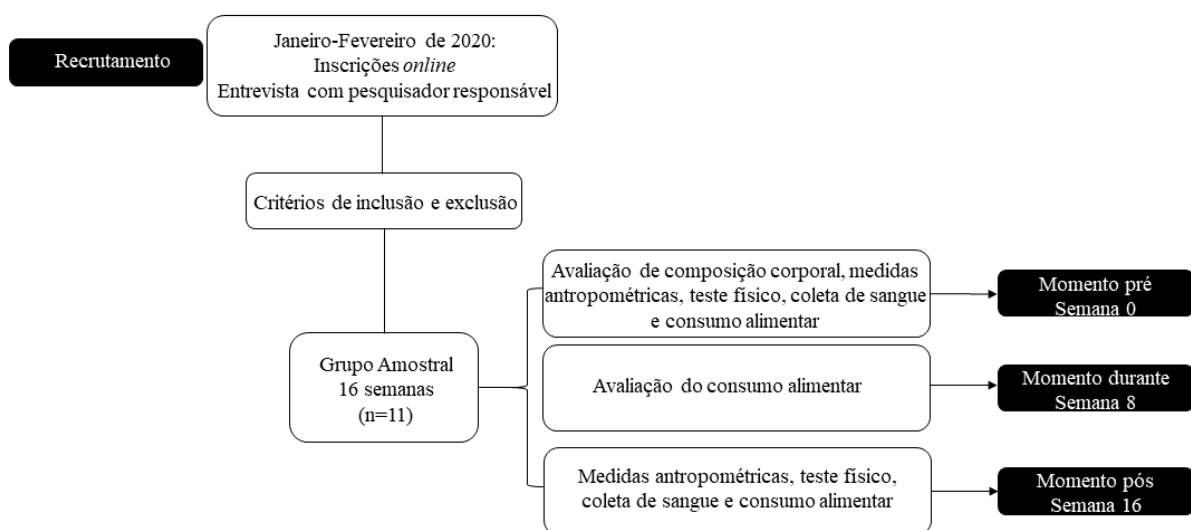 Recrutamento
Janeiro-Fevereiro de 2020:
Inscrições online
Entrevista com pesquisador responsável
Critérios de inclusão e exclusão
Grupo Amostral
16 semanas
(n=11)
Avaliação de composição corporal, medidas
antropométricas, teste físico, coleta de sangue
e consumo alimentar
Momento pré
Semana 0
Avaliação do consumo alimentar
Momento durante
Semana 8
Medidas antropométricas, teste físico,
coleta de sangue e consumo alimentar
Momento pós
Semana 16